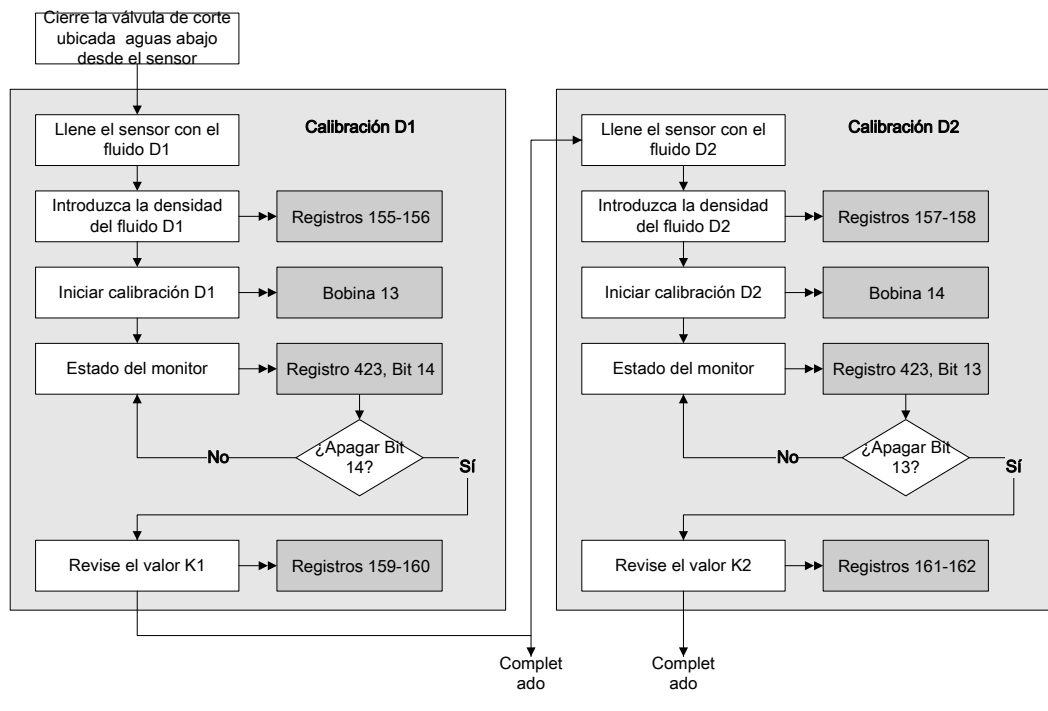 Cierre la válvula de corte
ubicada aguas abajo
desde el sensor
Calibración D1
Llene el sensor con el
fluido D1
Introduzca la densidad
del fluido D1
Registros 155-156
Iniciar calibración D1
Bobina 13
Estado del monitor
Registro 423, Bit 14
¿Apagar Bit
14?
No
Sí
Revise el valor K1
Registros 159-160
Complet
ado
Calibración D2
Llene el sensor con el
fluido D2
Introduzca la densidad
del fluido D2
Registros 157-158
Iniciar calibración D2
Bobina 14
Estado del monitor
Registro 423, Bit 13
¿Apagar Bit
13?
No
Sí
Revise el valor K2
Registros 161-162
Complet
ado